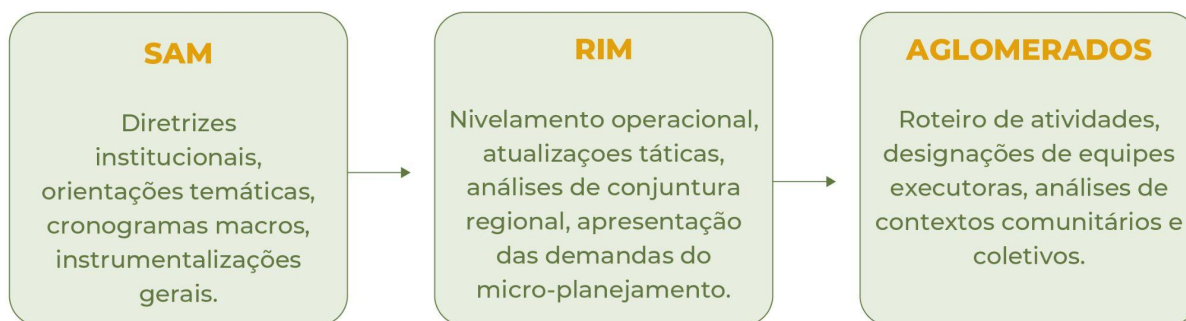 SAM
Diretrizes
institucionais,
orientações temáticas,
cronogramas macros,
instrumentalizações
gerais.
RIM
Nivelamento operacional,
atualizaçoes táticas,
análises de conjuntura
regional, apresentação
das demandas do
micro-planejamento.
AGLOMERADOS
Roteiro de atividades,
designações de equipes
executoras, análises de
contextos comunitários e
coletivos.